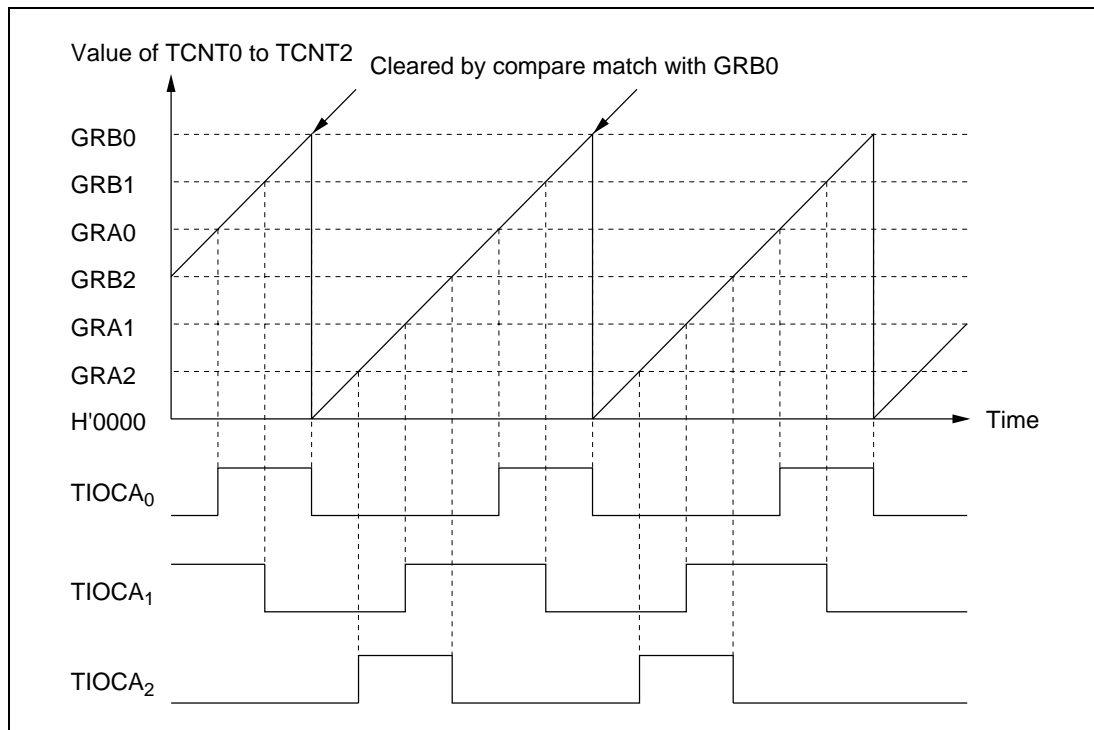 Value of TCNT0 to TCNT2
Cleared by compare match with GRB0
GRB0
GRB1
GRA0
GRB2
GRA1
GRA2
H'0000
Time
TIOCA0
TIOCA1
TIOCA2